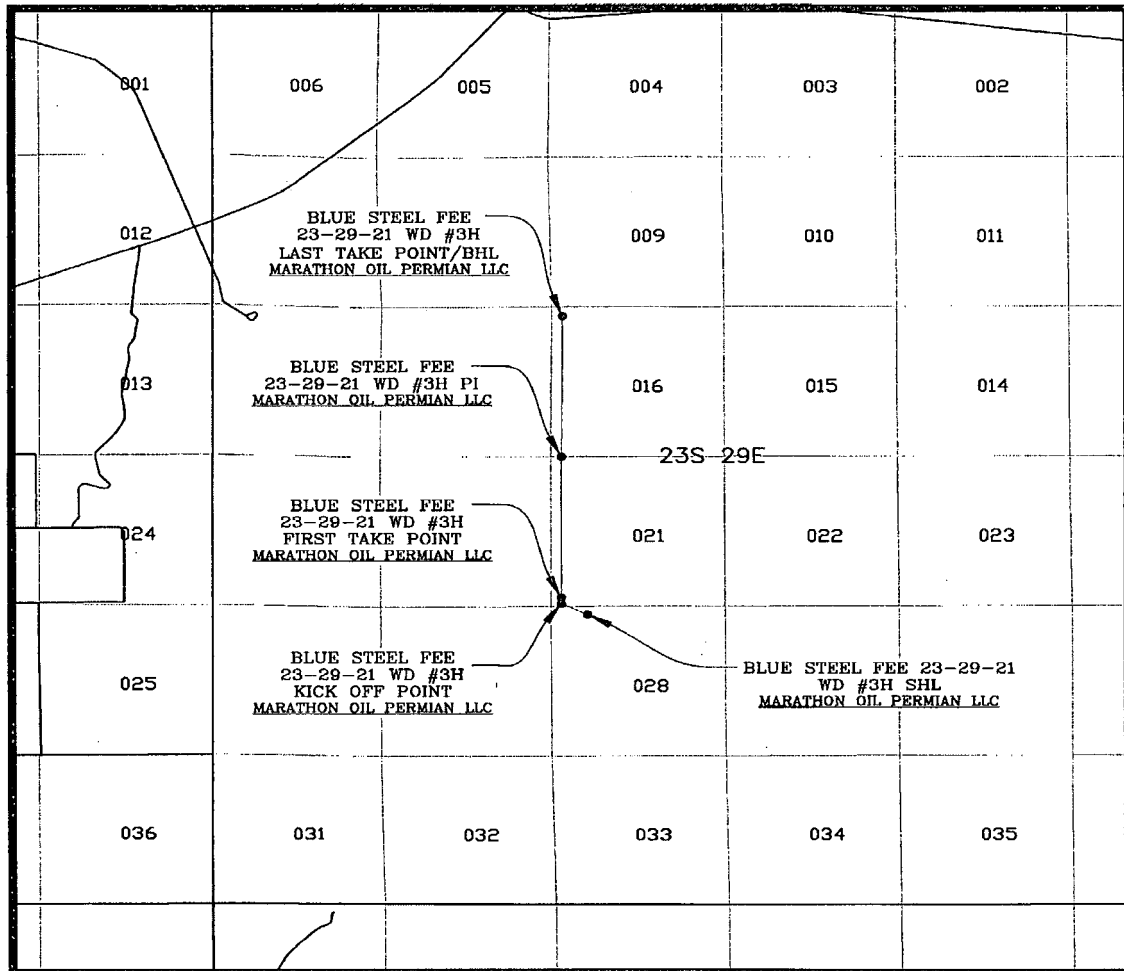 001 006 005 004 003 002
BLUE STEEL FEE
23-29-21 WD #3H
LAST TAKE POINT/BHL
MARATHON OIL PERMIAN LLC
012 009 010 011
BLUE STEEL FEE
23-29-21 WD #3H PI
MARATHON OIL PERMIAN LLC
013 016 015 014
23S 29E
BLUE STEEL FEE
23-29-21 WD #3H
FIRST TAKE POINT
MARATHON OIL PERMIAN LLC
024 021 022 023
BLUE STEEL FEE
23-29-21 WD #3H
KICK OFF POINT
MARATHON OIL PERMIAN LLC
025 028
BLUE STEEL FEE 23-29-21
WD #3H SHL
MARATHON OIL PERMIAN LLC
036 031 032 033 034 035